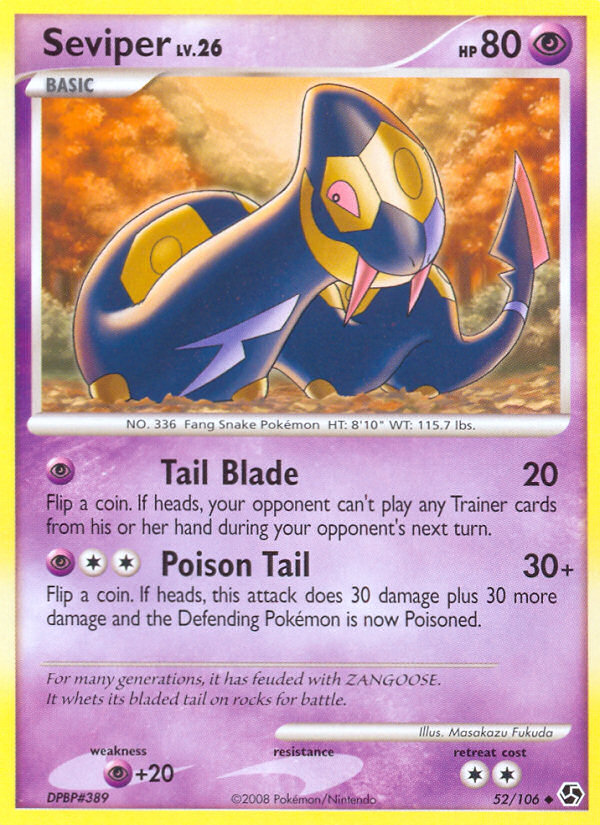 Seviper LV.26
HP 80
BASIC
NO. 336 Fang Snake Pokémon HT: 8'10" WT: 115.7 lbs.
Tail Blade 20
Flip a coin. If heads, your opponent can't play any Trainer cards
from his or her hand during your opponent's next turn.
Poison Tail 30+
Flip a coin. If heads, this attack does 30 damage plus 30 more
damage and the Defending Pokémon is now Poisoned.
For many generations, it has feuded with ZANGOOSE.
It whets its bladed tail on rocks for battle.
Illus. Masakazu Fukuda
weakness resistance retreat cost
+20
DPBP#389 ©2008 Pokémon/Nintendo 52/106